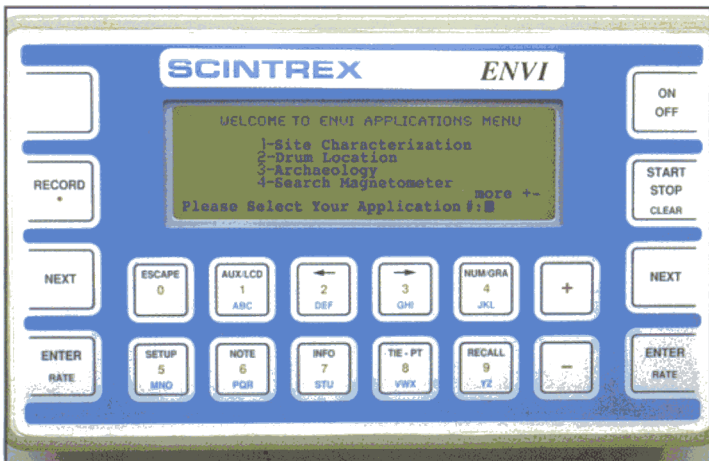 SCINTREX ENVI
WELCOME TO ENVI APPLICATIONS MENU
1-Site Characterization
2-Drum Location
3-Archaeology
4-Search Magnetometer
more +-
Please Select Your Application #:
ON
OFF
RECORD
*
START
STOP
CLEAR
NEXT
ESCAPE
0
AUX/LCD
1
ABC
←
2
DEF
→
3
GHI
NUM/GRA
4
JKL
+
NEXT
ENTER
RATE
SETUP
5
MNO
NOTE
6
PQR
INFO
7
STU
TIE - PT
8
VWX
RECALL
9
YZ
−
ENTER
RATE